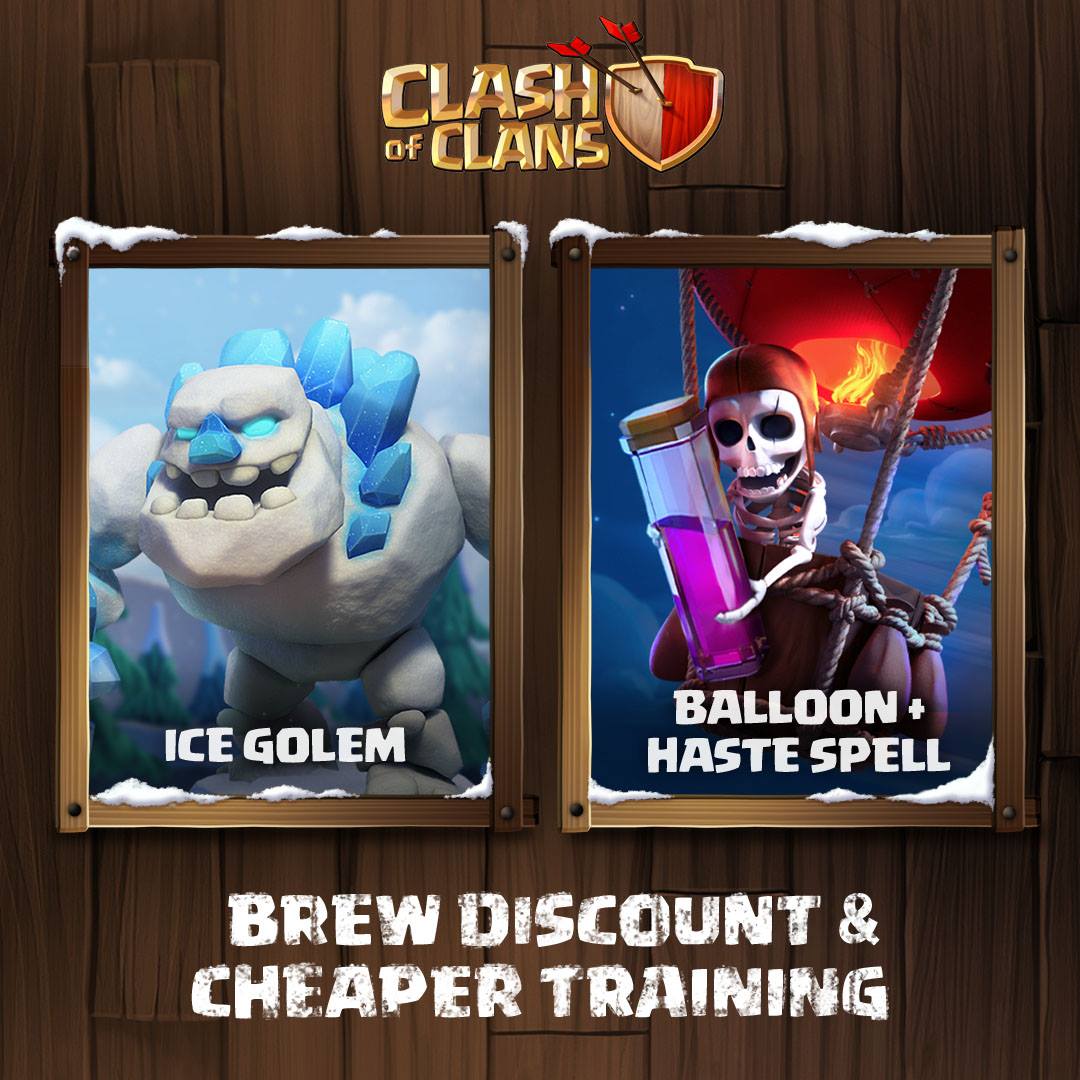 CLASH
OF CLANS
ICE GOLEM
BALLOON +
HASTE SPELL
BREW DISCOUNT &
CHEAPER TRAINING